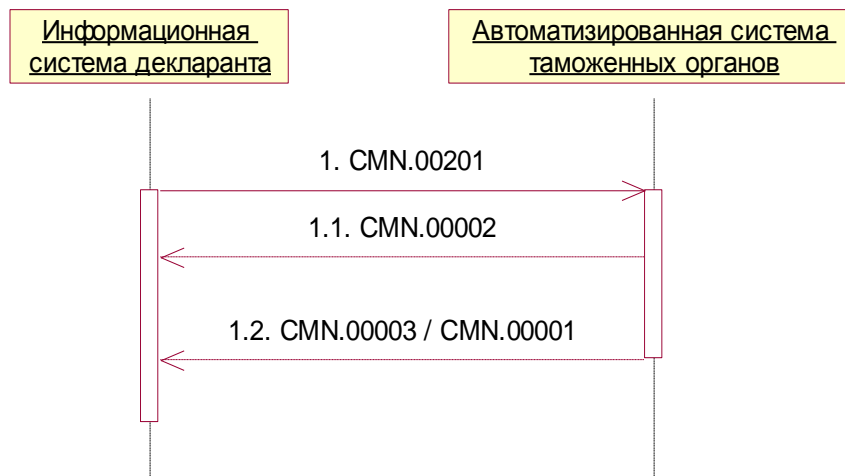 Информационная
система декларанта
Автоматизированная система
таможенных органов
1. CMN.00201
1.1. CMN.00002
1.2. CMN.00003 / CMN.00001